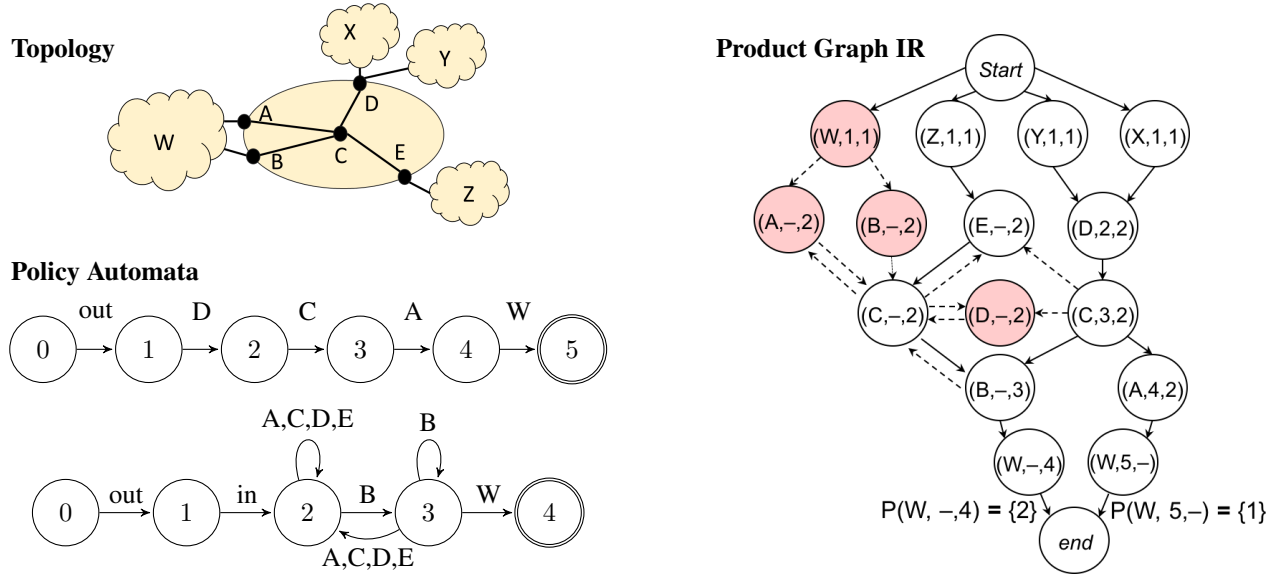 Topology
X
Y
W
A
B
C
D
E
Z
Policy Automata
out D C A W
0 1 2 3 4 5
A,C,D,E B
out in B W
0 1 2 3 4
A,C,D,E
Product Graph IR
Start
(W,1,1) (Z,1,1) (Y,1,1) (X,1,1)
(A,–,2) (B,–,2) (E,–,2) (D,2,2)
(C,–,2) (D,–,2) (C,3,2)
(B,–,3) (A,4,2)
(W,–,4) (W,5,–)
P(W, –,4) = {2} P(W, 5,–) = {1}
end